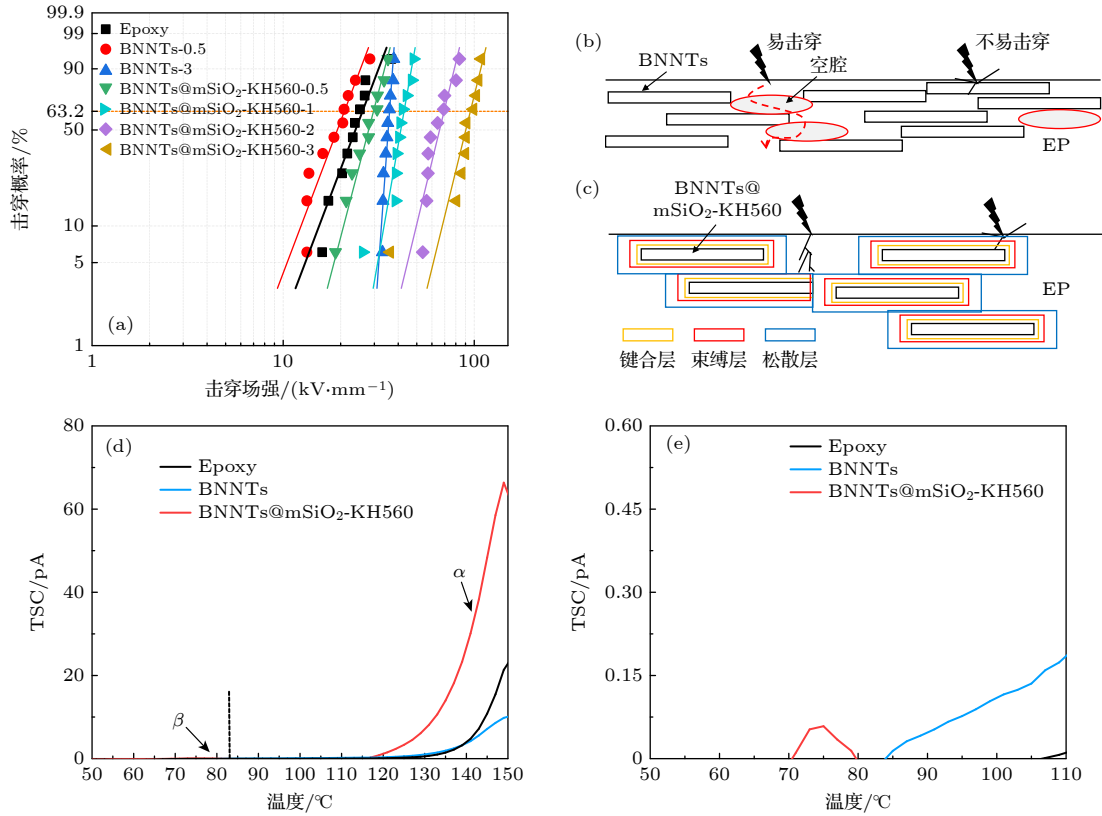 99.9
99
90
63.2
50
10
5
1
1
10
100
击穿概率/%
击穿场强/(kV·mm⁻¹)
(a)
Epoxy
BNNTs-0.5
BNNTs-3
BNNTs@mSiO₂-KH560-0.5
BNNTs@mSiO₂-KH560-1
BNNTs@mSiO₂-KH560-2
BNNTs@mSiO₂-KH560-3
(b)
易击穿
不易击穿
BNNTs
空腔
EP
(c)
BNNTs@
mSiO₂-KH560
EP
键合层
束缚层
松散层
(d)
Epoxy
BNNTs
BNNTs@mSiO₂-KH560
α
β
80
60
40
20
0
TSC/pA
50 60 70 80 90 100 110 120 130 140 150
温度/℃
(e)
Epoxy
BNNTs
BNNTs@mSiO₂-KH560
0.60
0.45
0.30
0.15
0
TSC/pA
50 60 70 80 90 100 110
温度/℃